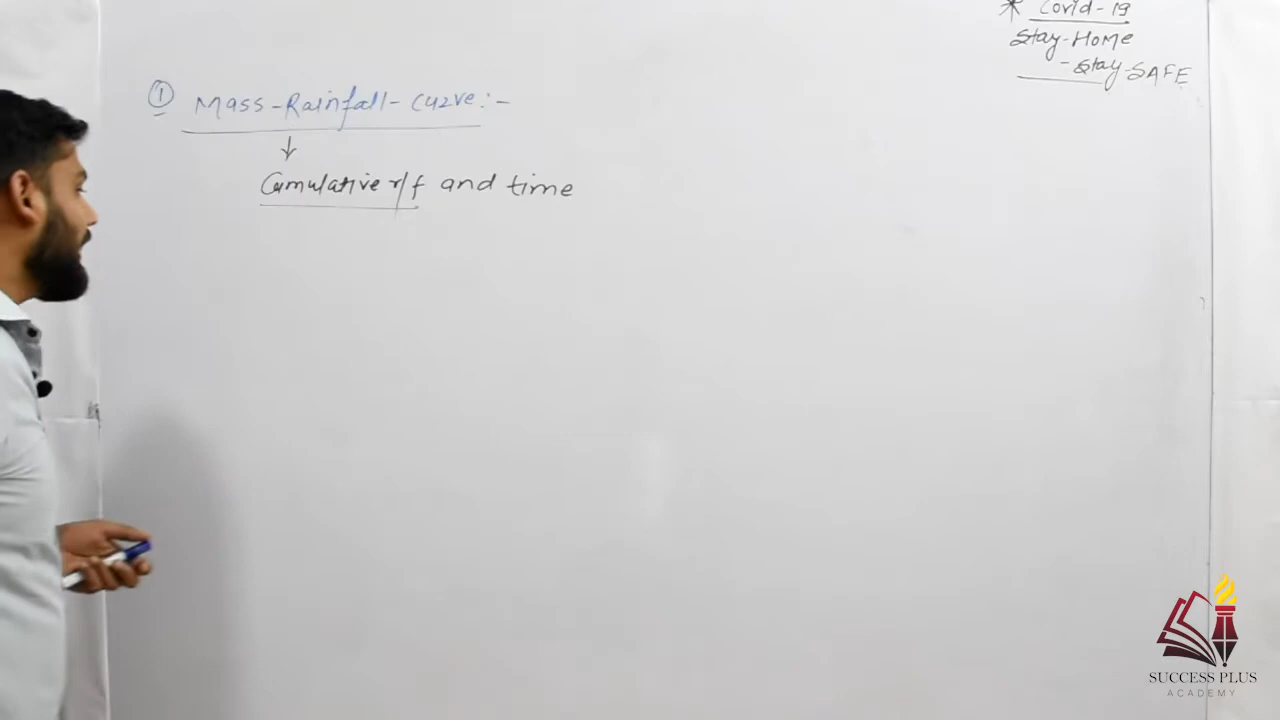 * Covid-19
Stay-Home
- Stay-SAFE
① Mass-Rainfall-Curve:-
↓
Cumulative r/f and time
SUCCESS PLUS
ACADEMY